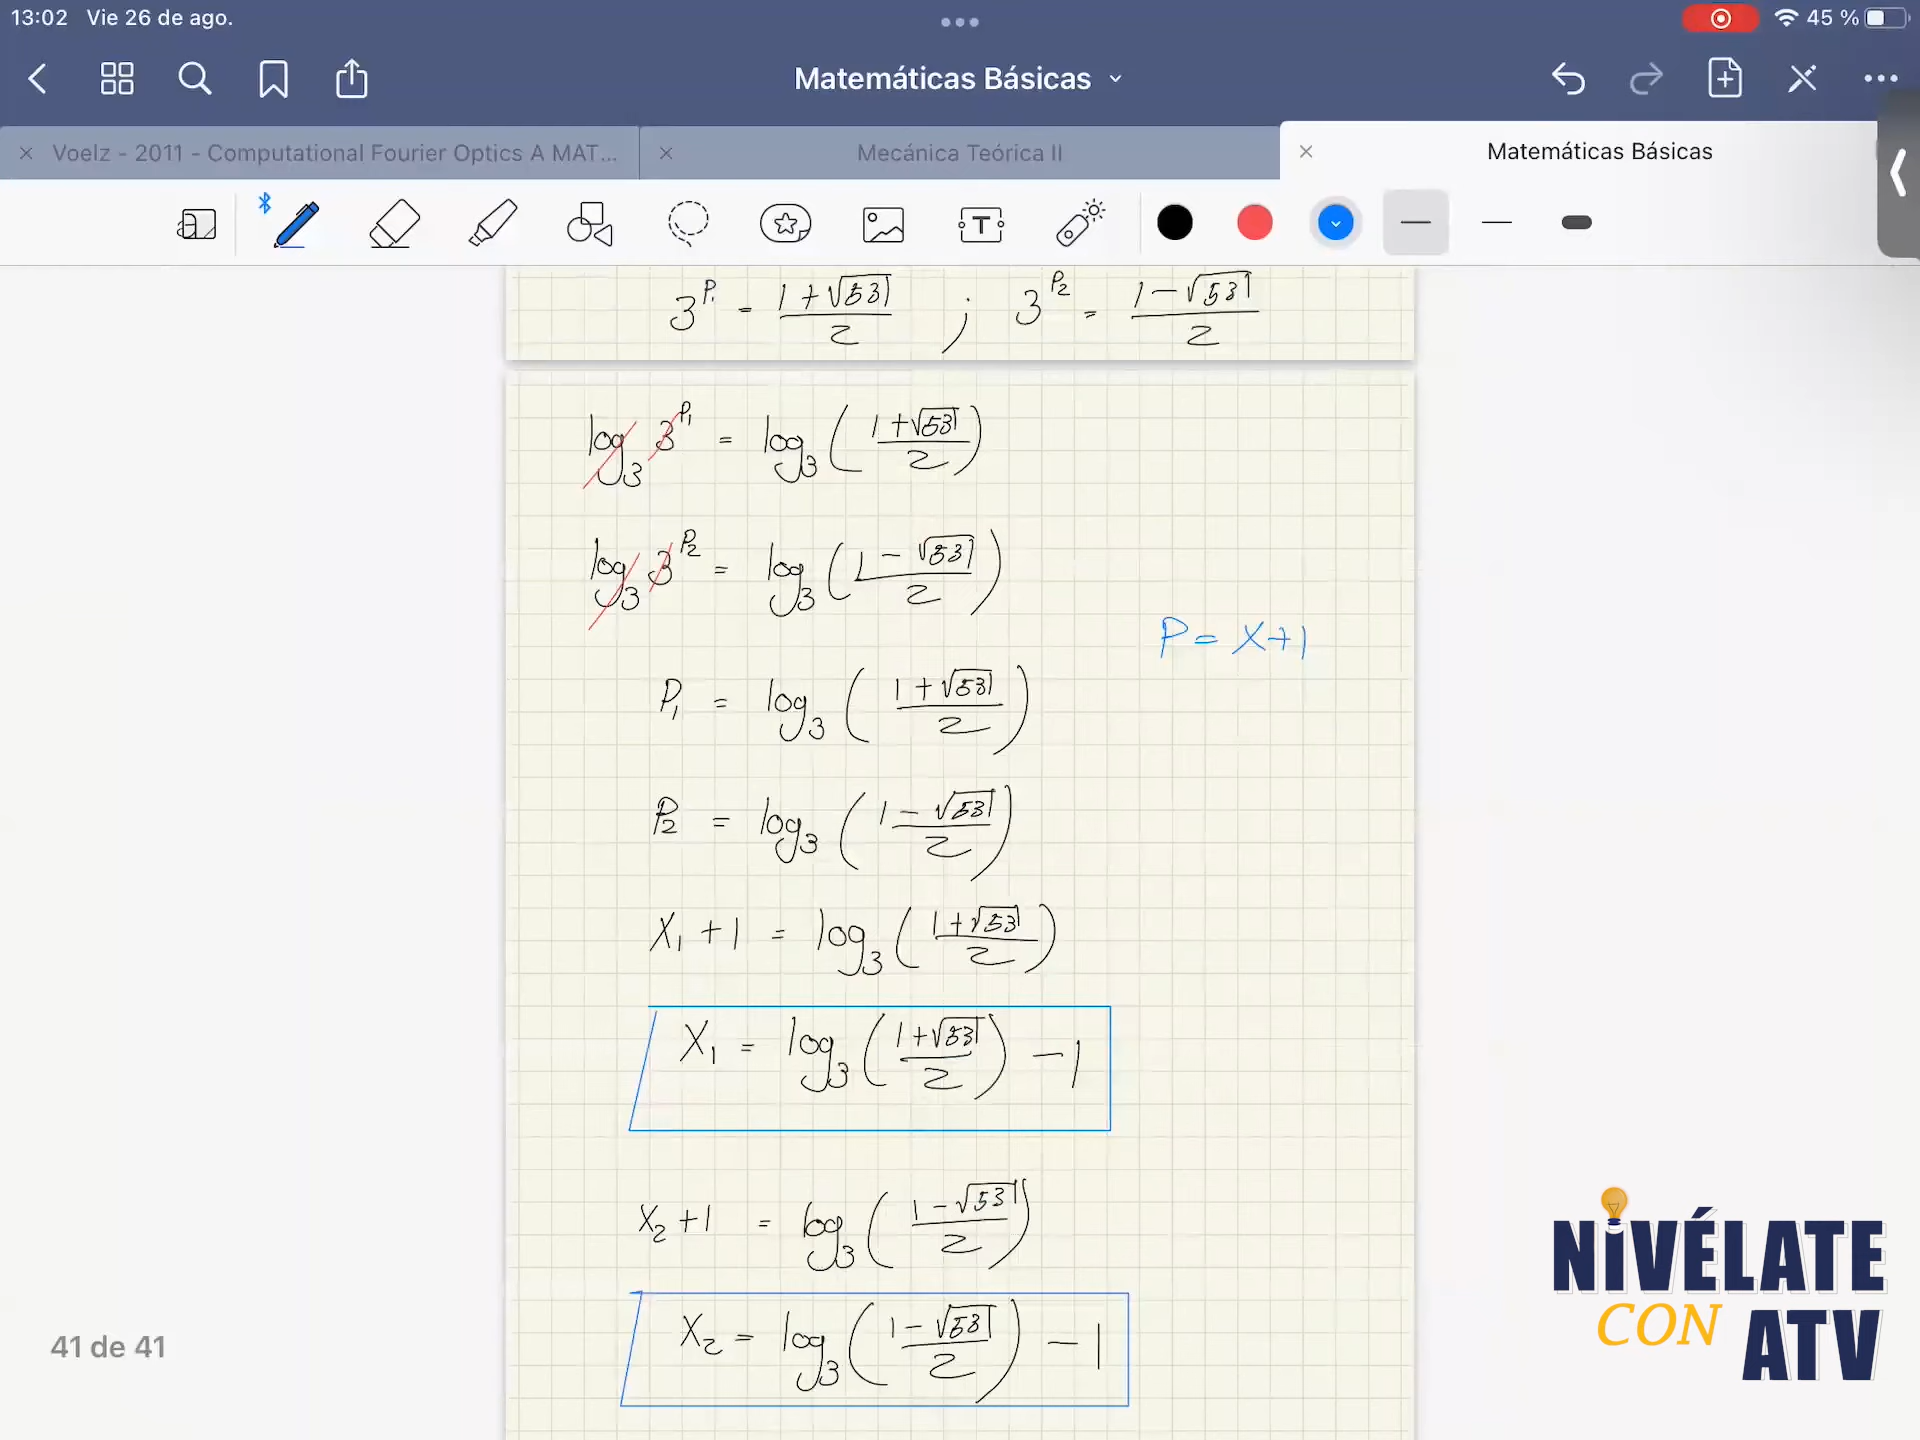 13:02 Vie 26 de ago.
45 %
Matemáticas Básicas
Voelz - 2011 - Computational Fourier Optics A MAT...
Mecánica Teórica II
Matemáticas Básicas
3^P₁ = (1+√53)/2 ; 3^P₂ = (1-√53)/2
log₃ 3^P₁ = log₃ ((1+√53)/2)
log₃ 3^P₂ = log₃ ((1-√53)/2)
P = X+1
P₁ = log₃ ((1+√53)/2)
P₂ = log₃ ((1-√53)/2)
X₁ + 1 = log₃ ((1+√53)/2)
X₁ = log₃ ((1+√53)/2) - 1
X₂ + 1 = log₃ ((1-√53)/2)
X₂ = log₃ ((1-√53)/2) - 1
41 de 41
NIVÉLATE
CON
ATV